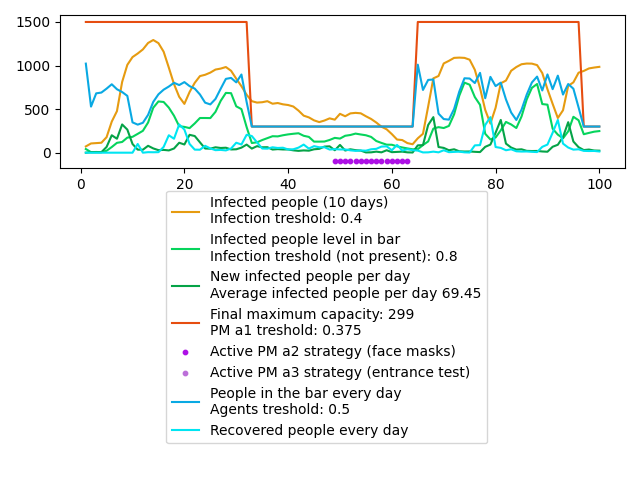 1500
1000
500
0
0
20
40
60
80
100
Infected people (10 days)
Infection treshold: 0.4
Infected people level in bar
Infection treshold (not present): 0.8
New infected people per day
Average infected people per day 69.45
Final maximum capacity: 299
PM a1 treshold: 0.375
Active PM a2 strategy (face masks)
Active PM a3 strategy (entrance test)
People in the bar every day
Agents treshold: 0.5
Recovered people every day